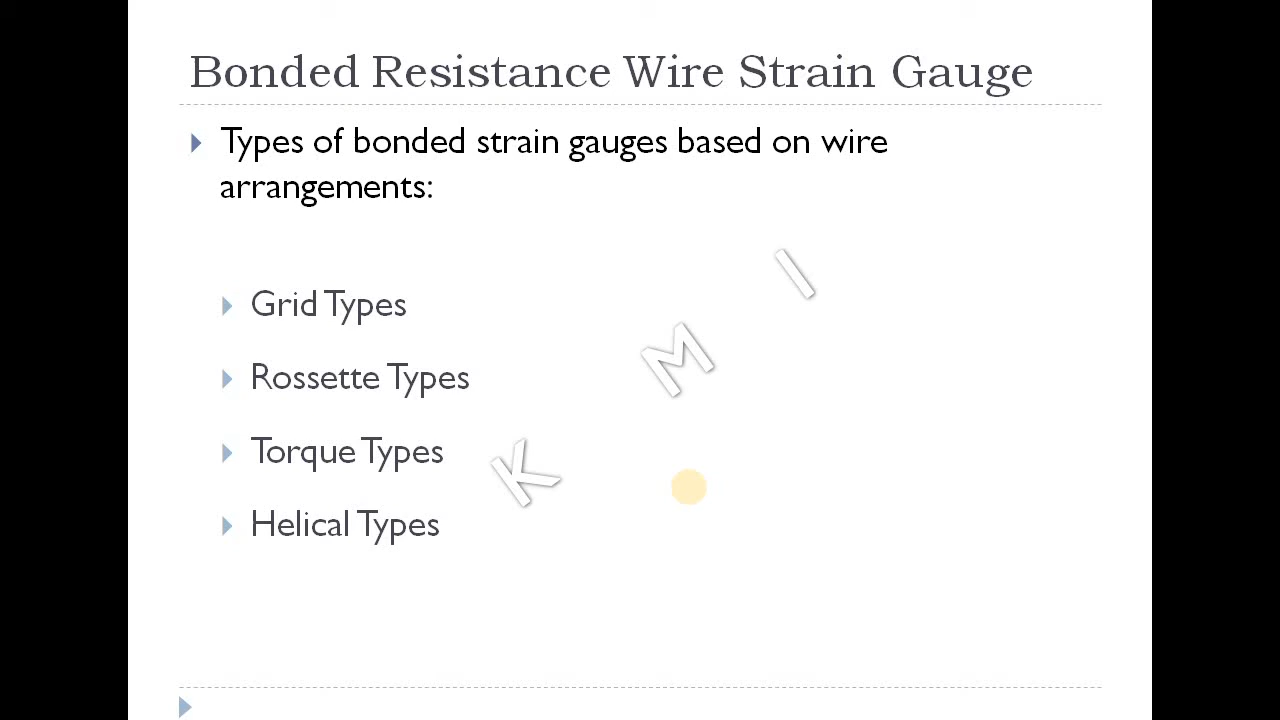 Bonded Resistance Wire Strain Gauge
Types of bonded strain gauges based on wire
arrangements:
Grid Types
Rossette Types
Torque Types
Helical Types
K M I